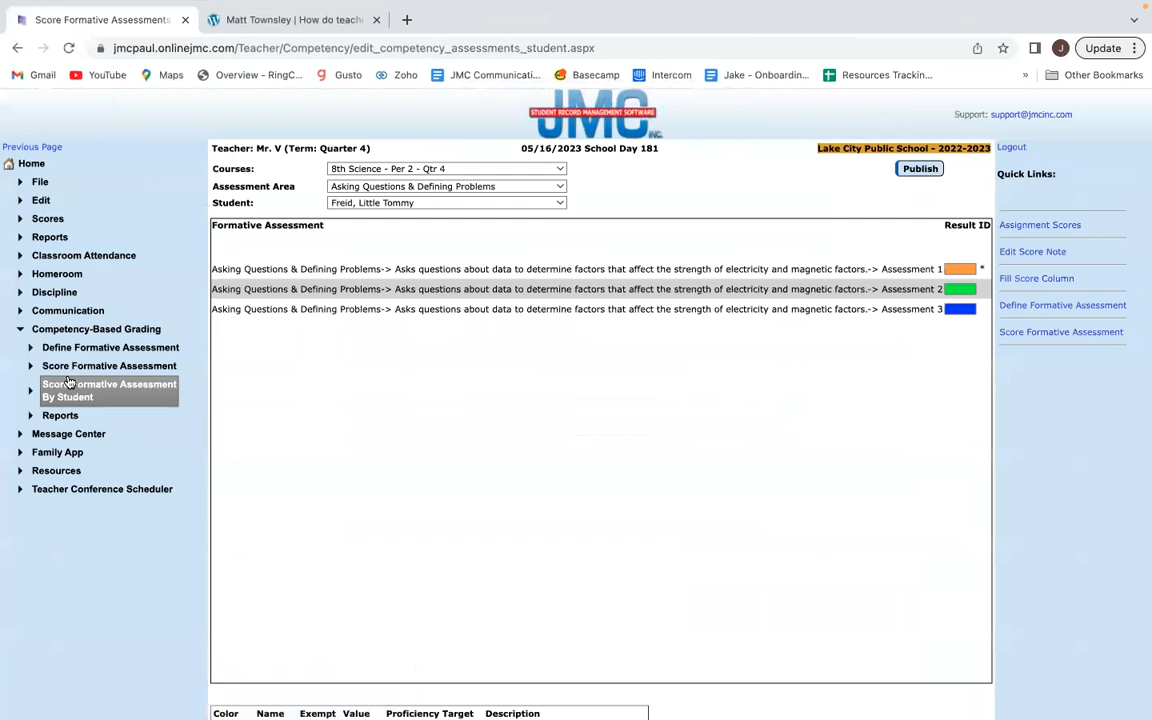 Score Formative Assessments
Matt Townsley | How do teache
jmcpaul.onlinejmc.com/Teacher/Competency/edit_competency_assessments_student.aspx
J
Update
Gmail
YouTube
Maps
Overview - RingC...
Gusto
Zoho
JMC Communicati...
Basecamp
Intercom
Jake - Onboardin...
Resources Trackin...
»
Other Bookmarks
JMC
STUDENT RECORD MANAGEMENT SOFTWARE
INC.
Support: support@jmcinc.com
Previous Page
Home
File
Edit
Scores
Reports
Classroom Attendance
Homeroom
Discipline
Communication
Competency-Based Grading
Define Formative Assessment
Score Formative Assessment
Score Formative Assessment
By Student
Reports
Message Center
Family App
Resources
Teacher Conference Scheduler
Teacher: Mr. V (Term: Quarter 4)
05/16/2023 School Day 181
Lake City Public School - 2022-2023
Courses:
8th Science - Per 2 - Qtr 4
Publish
Assessment Area
Asking Questions & Defining Problems
Student:
Freid, Little Tommy
Formative Assessment
Result ID
Asking Questions & Defining Problems-> Asks questions about data to determine factors that affect the strength of electricity and magnetic factors.-> Assessment 1 *
Asking Questions & Defining Problems-> Asks questions about data to determine factors that affect the strength of electricity and magnetic factors.-> Assessment 2
Asking Questions & Defining Problems-> Asks questions about data to determine factors that affect the strength of electricity and magnetic factors.-> Assessment 3
Color Name Exempt Value Proficiency Target Description
Logout
Quick Links:
Assignment Scores
Edit Score Note
Fill Score Column
Define Formative Assessment
Score Formative Assessment